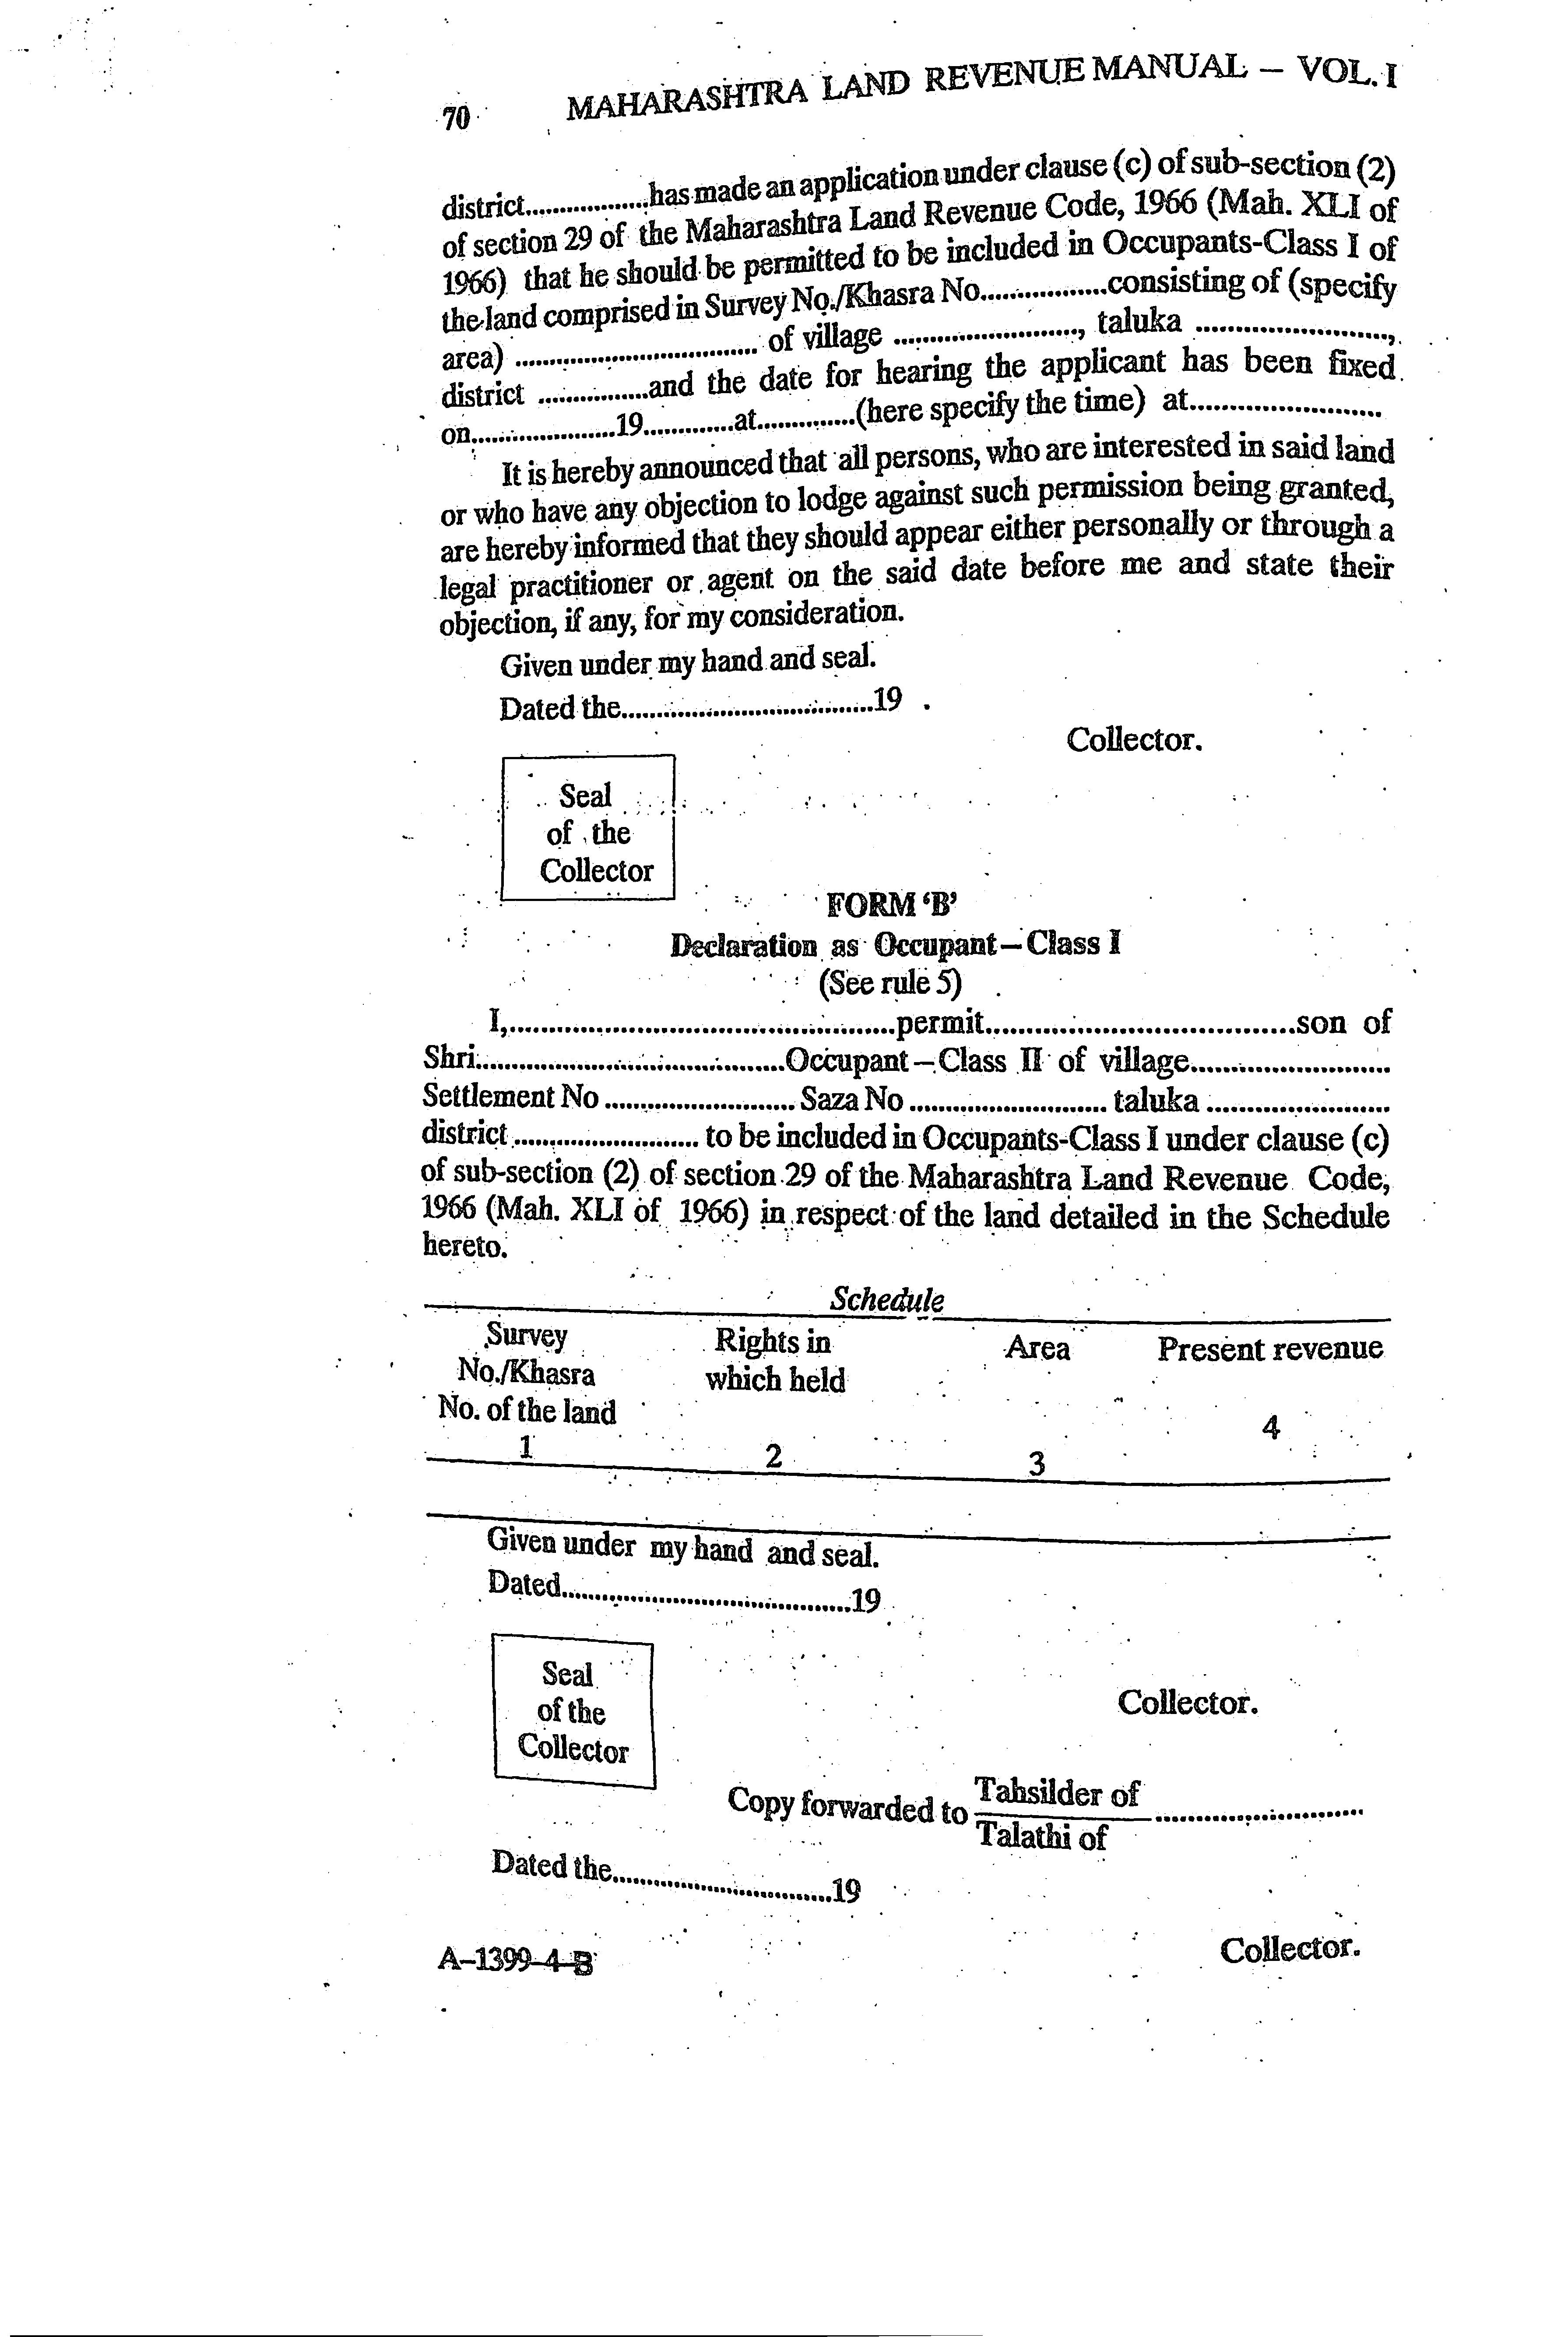 70 MAHARASHTRA LAND REVENUE MANUAL – VOL. I
district..................has made an application under clause (c) of sub-section (2)
of section 29 of the Maharashtra Land Revenue Code, 1966 (Mah. XLI of
1966) that he should be permitted to be included in Occupants-Class I of
the land comprised in Survey No./Khasra No..................consisting of (specify
area) ................................ of village ........................, taluka ........................,
district ................and the date for hearing the applicant has been fixed
on.....................19.............at..............(here specify the time) at........................
It is hereby announced that all persons, who are interested in said land
or who have any objection to lodge against such permission being granted,
are hereby informed that they should appear either personally or through a
legal practitioner or agent on the said date before me and state their
objection, if any, for my consideration.
Given under my hand and seal.
Dated the....................................19 .
Collector.
Seal
of the
Collector
FORM ‘B’
Declaration as Occupant–Class I
(See rule 5)
I,..................................................permit........................................son of
Shri........................................Occupant–Class II of village..........................
Settlement No ......................... Saza No .......................... taluka ........................
district ........................ to be included in Occupants-Class I under clause (c)
of sub-section (2) of section 29 of the Maharashtra Land Revenue Code,
1966 (Mah. XLI of 1966) in respect of the land detailed in the Schedule
hereto.
Schedule
Survey Rights in Area Present revenue
No./Khasra which held
No. of the land
1 2 3 4
Given under my hand and seal.
Dated.........................................19
Seal
of the
Collector
Collector.
Copy forwarded to Tahsilder of ..............................
Talathi of
Dated the................................19
Collector.
A–1399–4–B